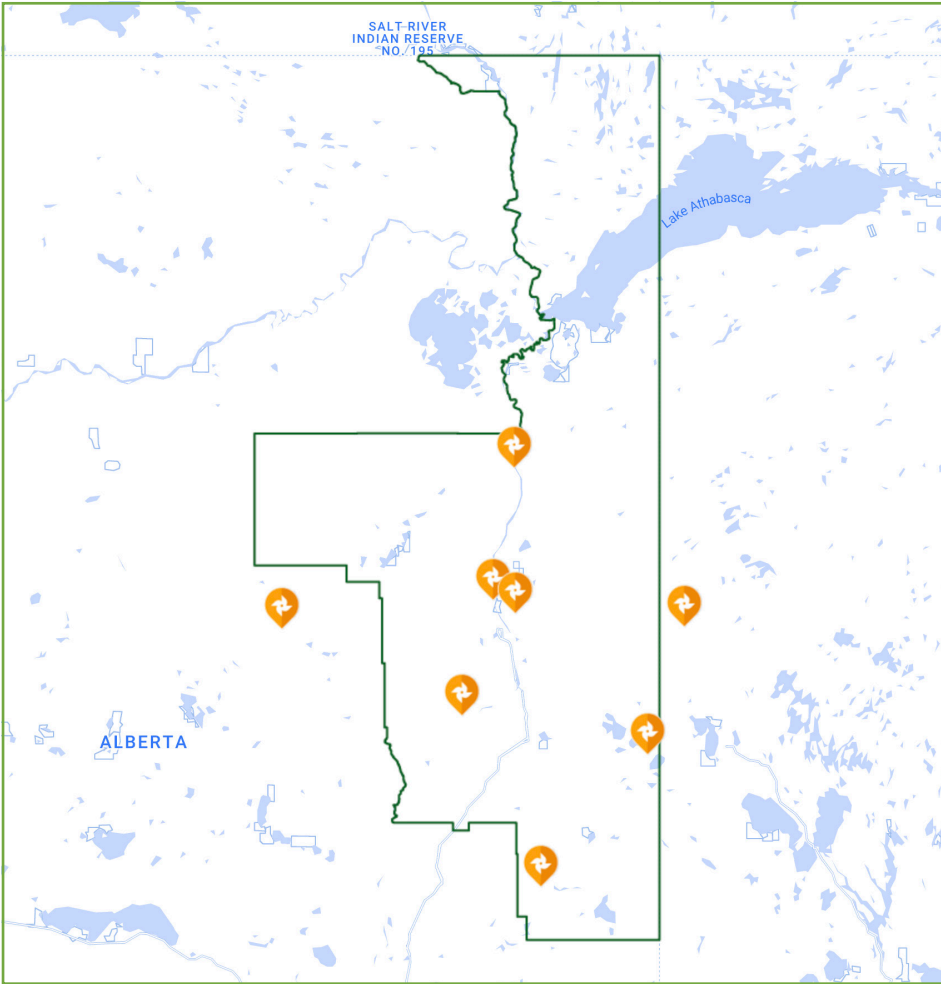 SALT RIVER
INDIAN RESERVE
NO. 195
Lake Athabasca
ALBERTA